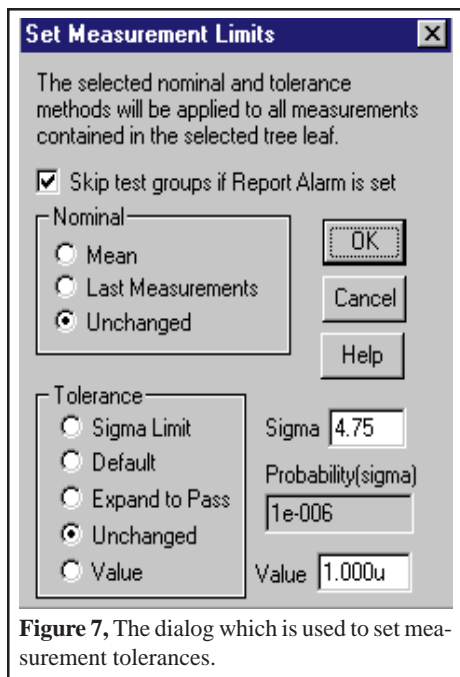 Set Measurement Limits
The selected nominal and tolerance
methods will be applied to all measurements
contained in the selected tree leaf.
Skip test groups if Report Alarm is set
Nominal
Mean
Last Measurements
Unchanged
OK
Cancel
Help
Tolerance
Sigma Limit
Default
Expand to Pass
Unchanged
Value
Sigma 4.75
Probability(sigma)
1e-006
Value 1.000u
Figure 7, The dialog which is used to set mea-
surement tolerances.